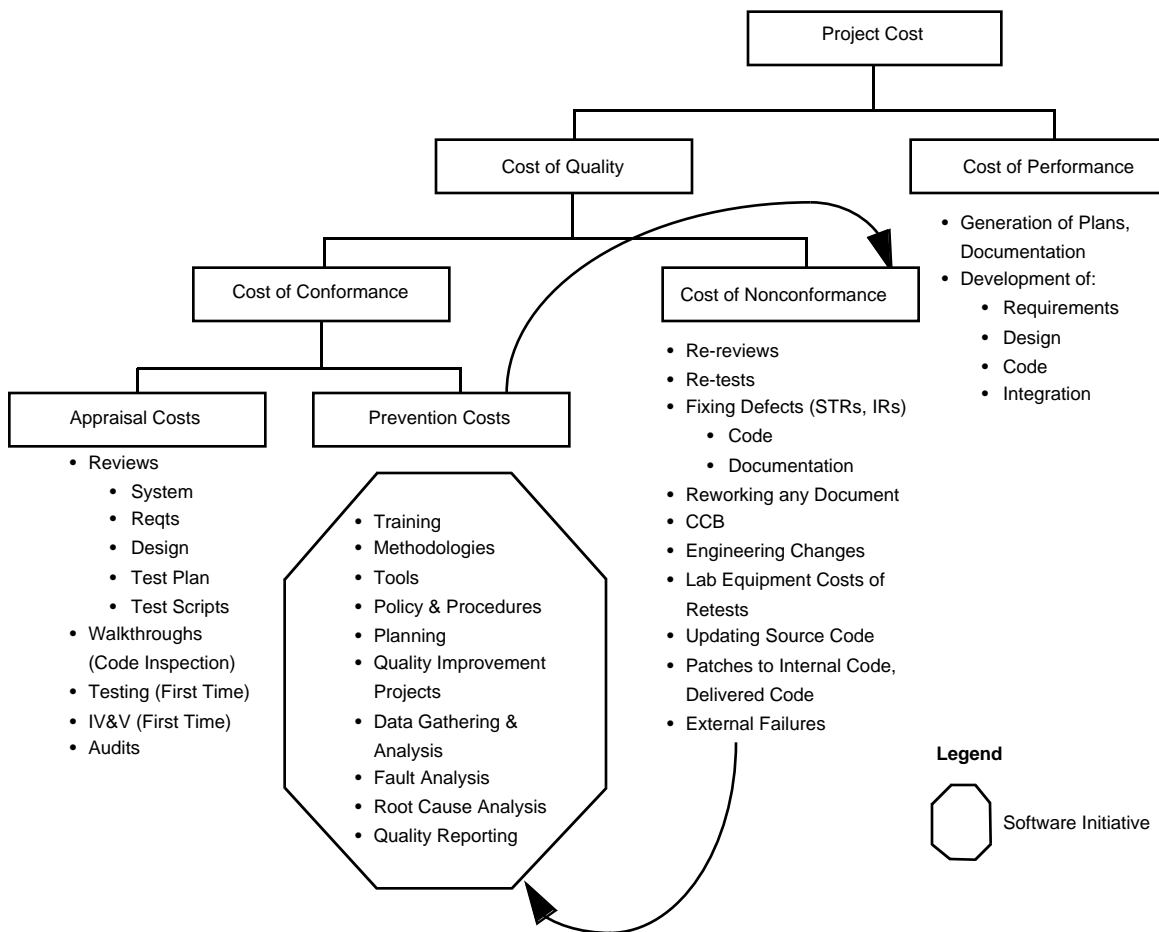 Project Cost
Cost of Quality
Cost of Performance
• Generation of Plans,
Documentation
• Development of:
• Requirements
• Design
• Code
• Integration
Cost of Conformance
Cost of Nonconformance
• Re-reviews
• Re-tests
• Fixing Defects (STRs, IRs)
• Code
• Documentation
• Reworking any Document
• CCB
• Engineering Changes
• Lab Equipment Costs of
Retests
• Updating Source Code
• Patches to Internal Code,
Delivered Code
• External Failures
Appraisal Costs
• Reviews
• System
• Reqts
• Design
• Test Plan
• Test Scripts
• Walkthroughs
(Code Inspection)
• Testing (First Time)
• IV&V (First Time)
• Audits
Prevention Costs
• Training
• Methodologies
• Tools
• Policy & Procedures
• Planning
• Quality Improvement
Projects
• Data Gathering &
Analysis
• Fault Analysis
• Root Cause Analysis
• Quality Reporting
Legend
Software Initiative